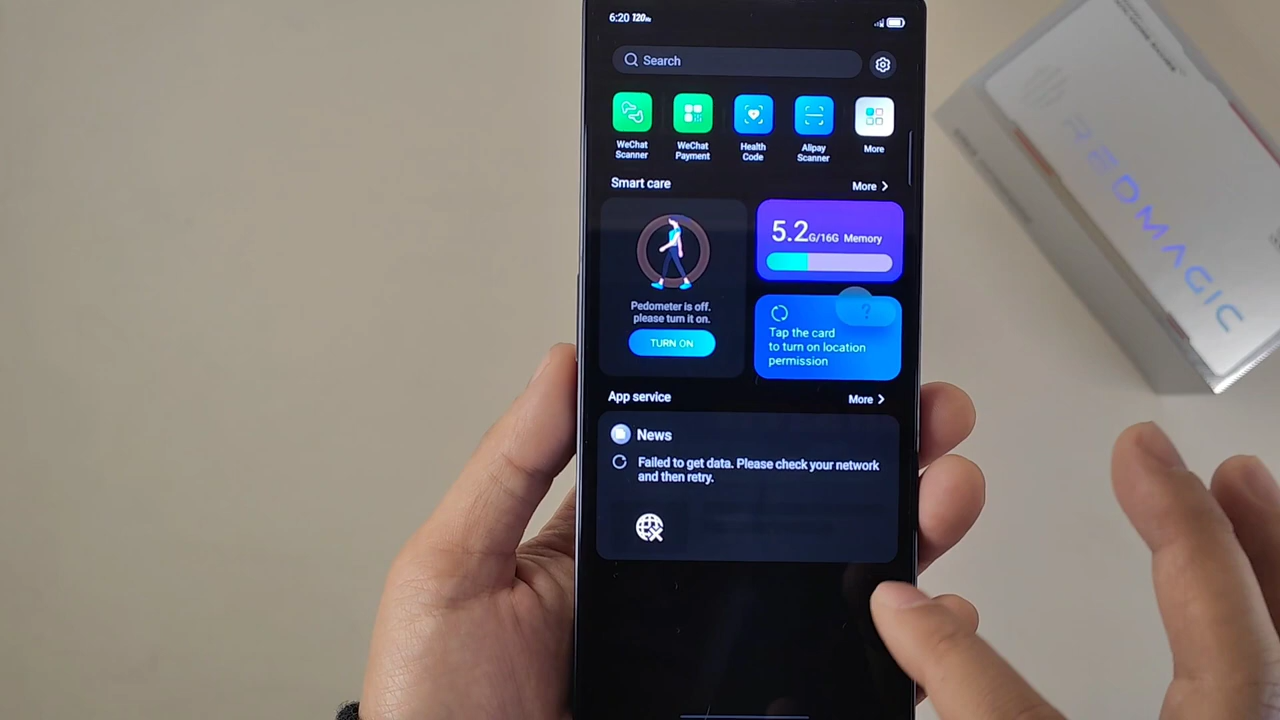 6:20 120Hz
Search
WeChat
Scanner
WeChat
Payment
Health
Code
Alipay
Scanner
More
Smart care
More
Pedometer is off.
please turn it on.
TURN ON
5.2G/16G Memory
?
Tap the card
to turn on location
permission
App service
More
News
Failed to get data. Please check your network
and then retry.
REDMAGIC